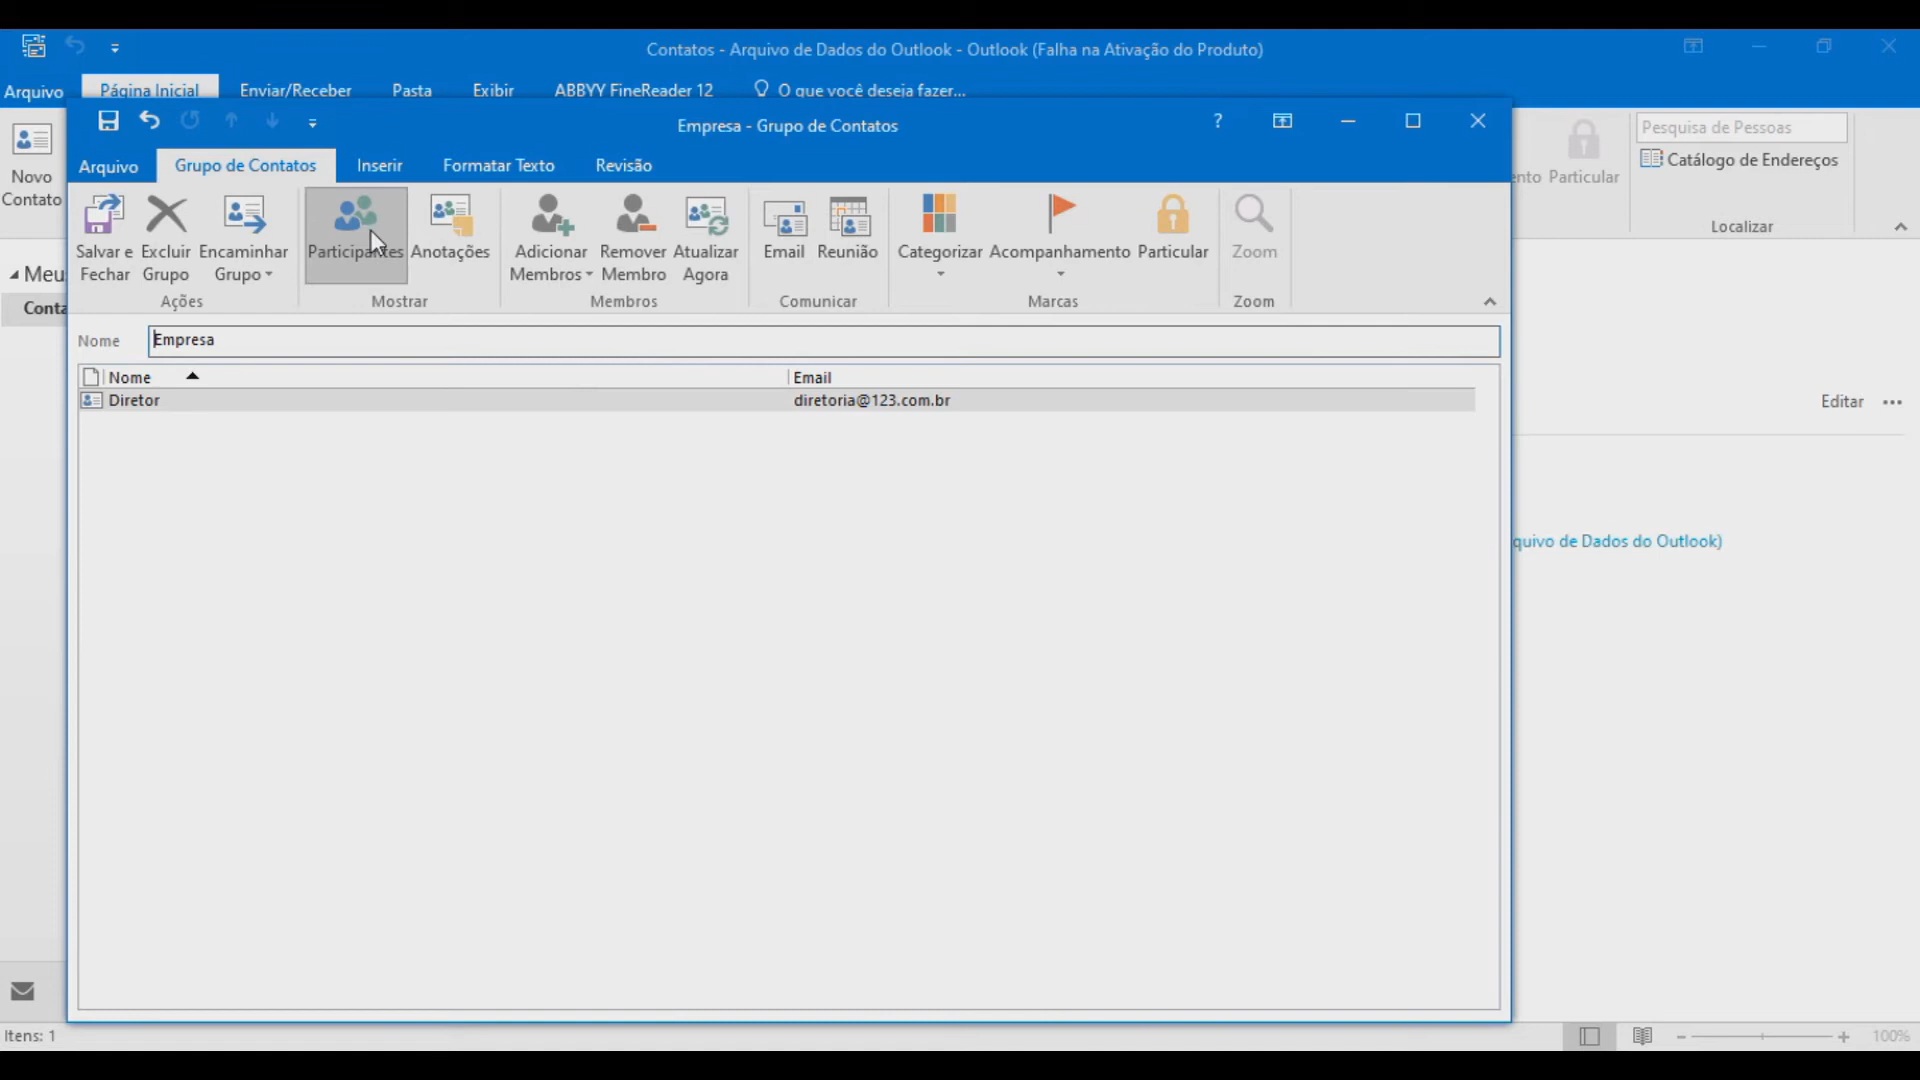 Contatos - Arquivo de Dados do Outlook - Outlook (Falha na Ativação do Produto)
Arquivo Página Inicial Enviar/Receber Pasta Exibir ABBYY FineReader 12 O que você deseja fazer...
Empresa - Grupo de Contatos ?
Arquivo Grupo de Contatos Inserir Formatar Texto Revisão
Novo
Contato
Salvar e
Fechar
Excluir
Grupo
Encaminhar
Grupo
Ações
Participantes
Anotações
Mostrar
Adicionar
Membros
Remover
Membro
Atualizar
Agora
Membros
Email
Reunião
Comunicar
Categorizar
Acompanhamento
Particular
Marcas
Zoom
Zoom
nto Particular
Pesquisa de Pessoas
Catálogo de Endereços
Localizar
Meu
Conta
Nome Empresa
Nome Email
Diretor diretoria@123.com.br
Editar
quivo de Dados do Outlook)
Itens: 1
100%